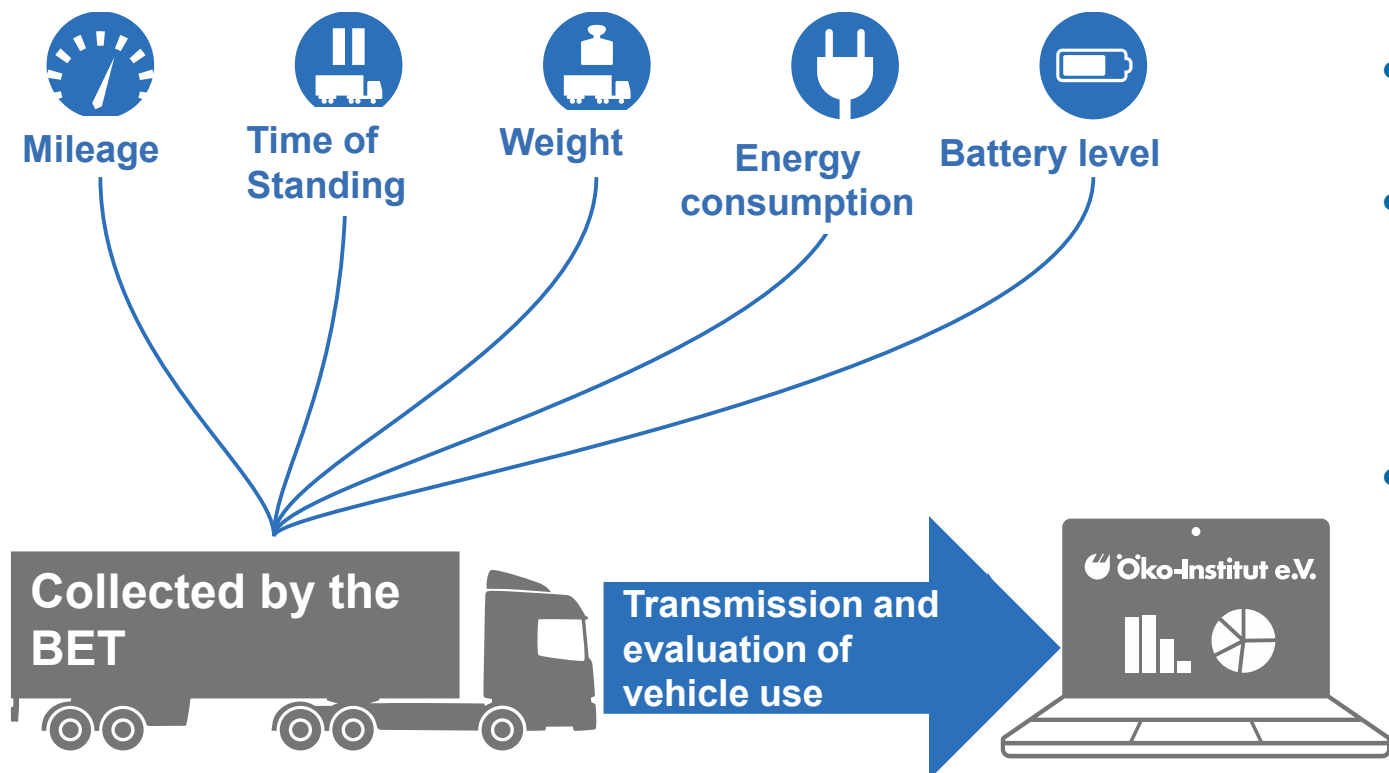 Mileage
Time of
Standing
Weight
Energy
consumption
Battery level
Collected by the
BET
Transmission and
evaluation of
vehicle use
Öko-Institut e.V.